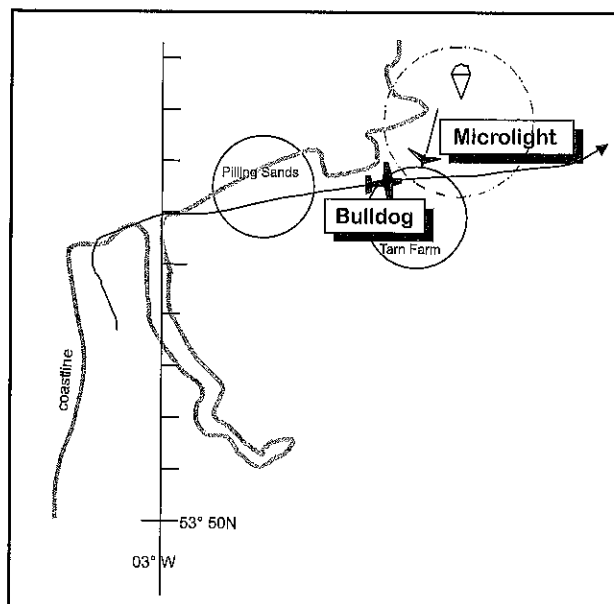 Microlight
Pilling Sands
Bulldog
Tarn Farm
coastline
53° 50N
03° W